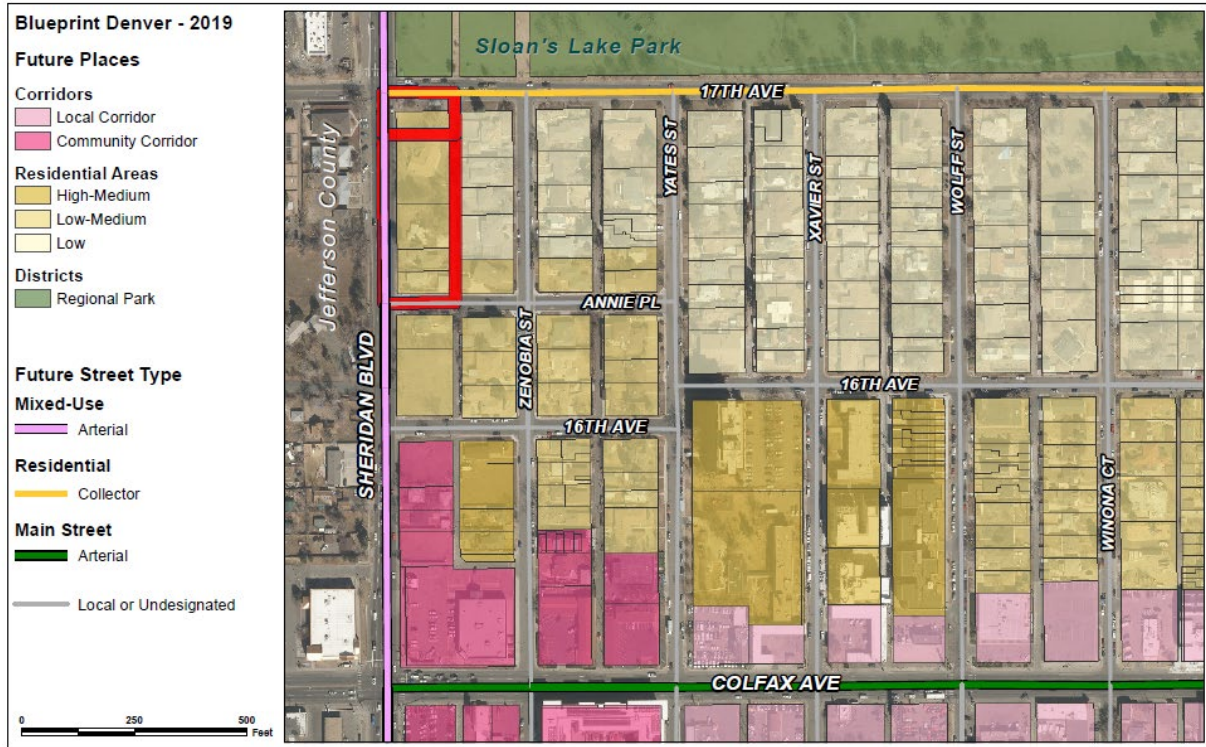 Blueprint Denver - 2019
Future Places
Corridors
Local Corridor
Community Corridor
Residential Areas
High-Medium
Low-Medium
Low
Districts
Regional Park
Future Street Type
Mixed-Use
Arterial
Residential
Collector
Main Street
Arterial
Local or Undesignated
0 250 500
Feet
Sloan's Lake Park
17TH AVE
Jefferson County
SHERIDAN BLVD
ZENOBIA ST
YATES ST
XAVIER ST
WOLFF ST
WINONA CT
ANNIE PL
16TH AVE
16TH AVE
COLFAX AVE